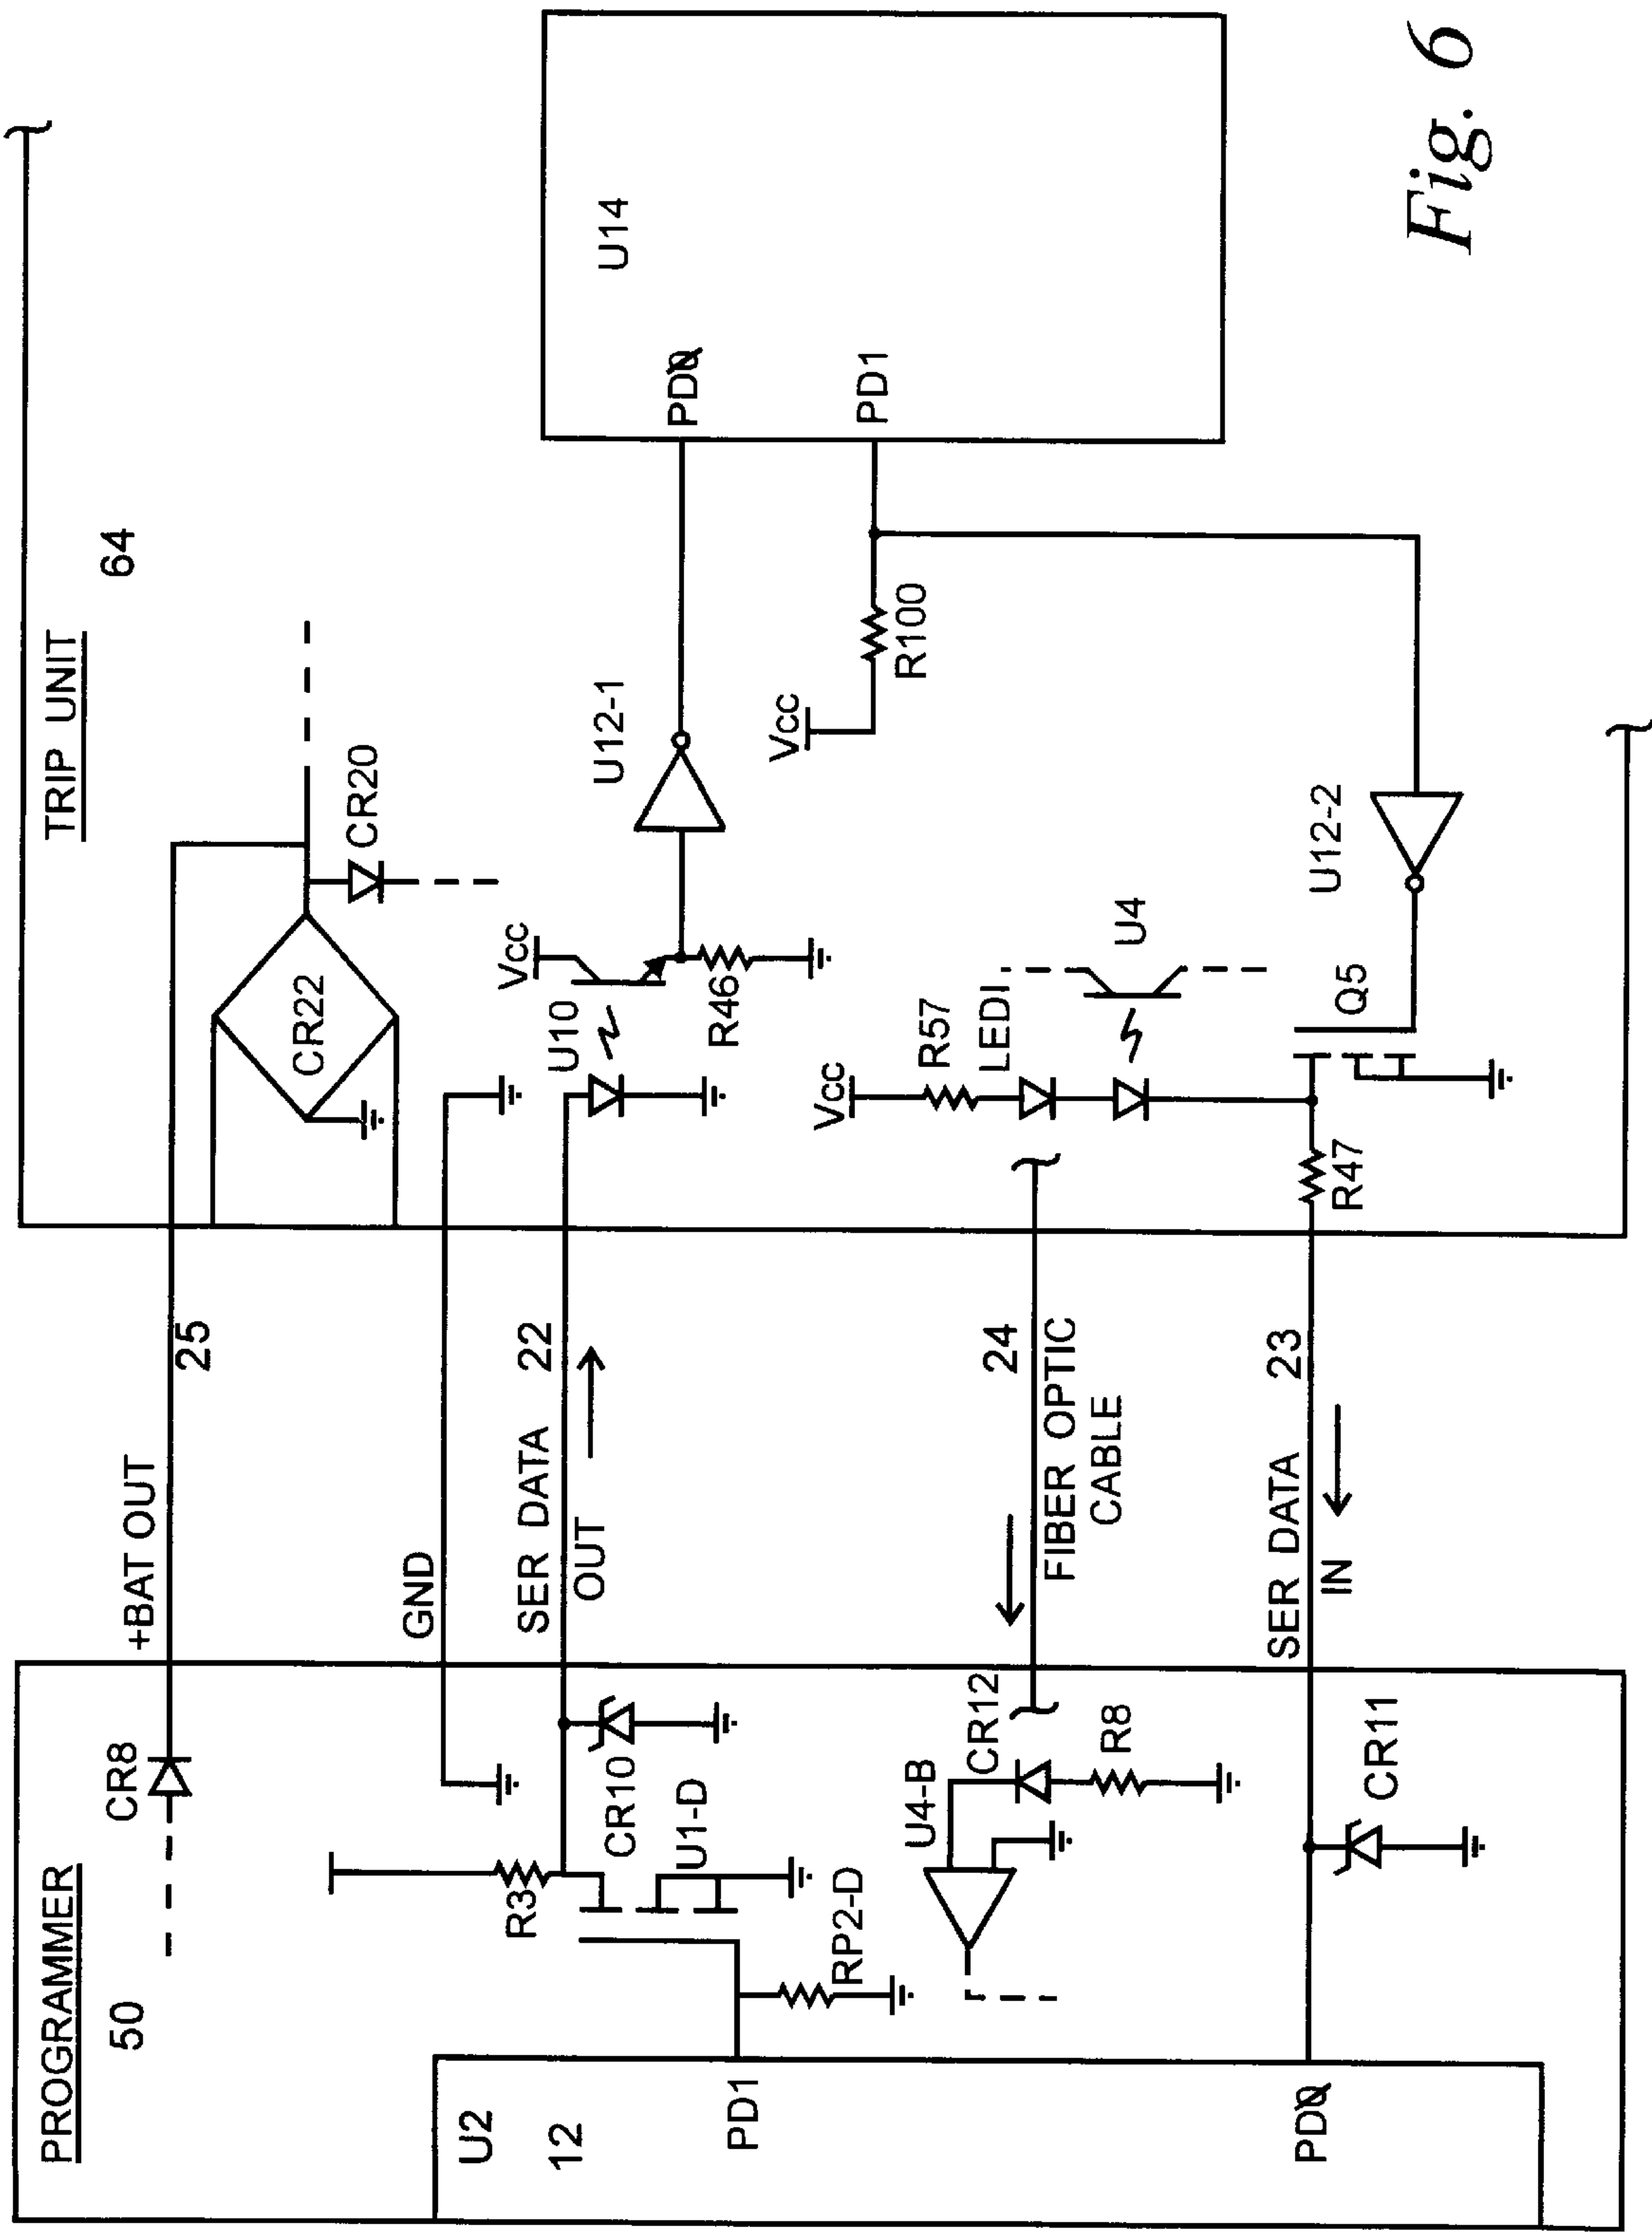 PROGRAMMER
50
U2
12
PD1
PD0
CR8
R3
CR10
U1-D
RP2-D
U4-B
CR12
R8
CR11
+BAT OUT
25
GND
SER DATA 22
OUT
24
FIBER OPTIC
CABLE
SER DATA 23
IN
TRIP UNIT
64
CR22
CR20
Vcc
U10
R46
U12-1
Vcc
R100
Vcc
R57
LEDI
U4
R47
Q5
U12-2
U14
PD0
PD1
Fig. 6